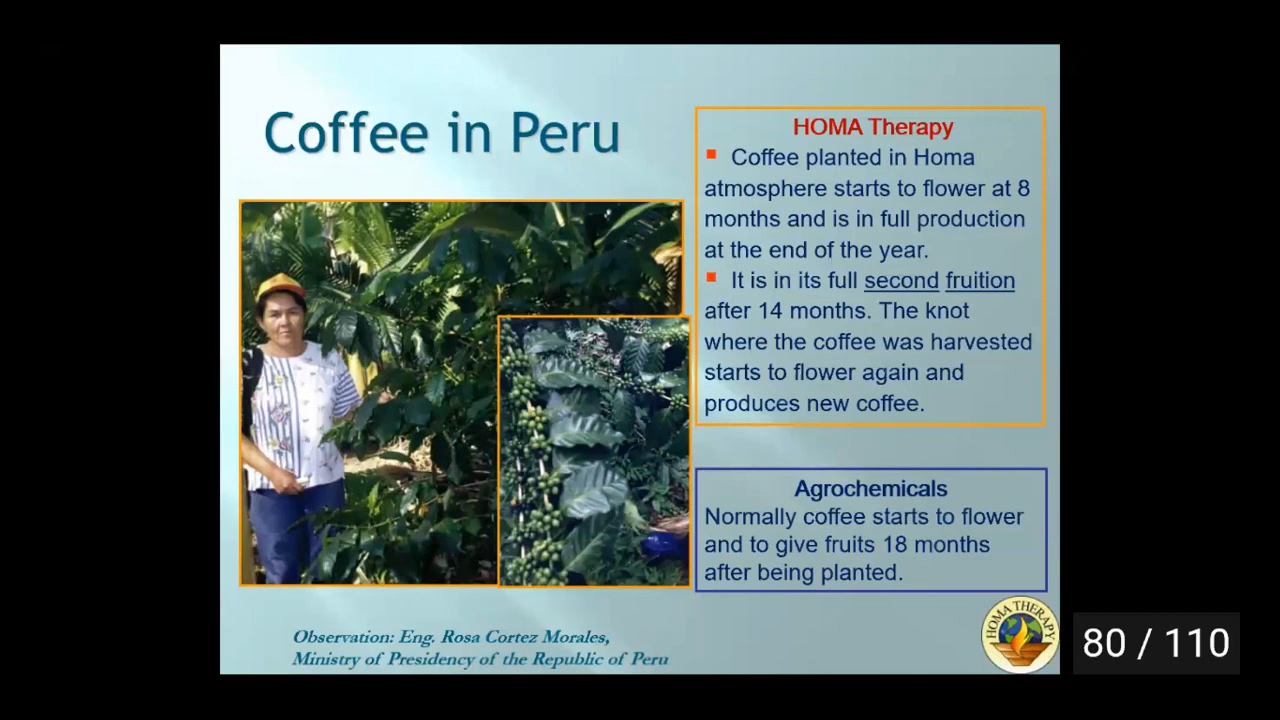 Coffee in Peru
HOMA Therapy
Coffee planted in Homa
atmosphere starts to flower at 8
months and is in full production
at the end of the year.
It is in its full second fruition
after 14 months. The knot
where the coffee was harvested
starts to flower again and
produces new coffee.
Agrochemicals
Normally coffee starts to flower
and to give fruits 18 months
after being planted.
Observation: Eng. Rosa Cortez Morales,
Ministry of Presidency of the Republic of Peru
HOMA THERAPY
80 / 110